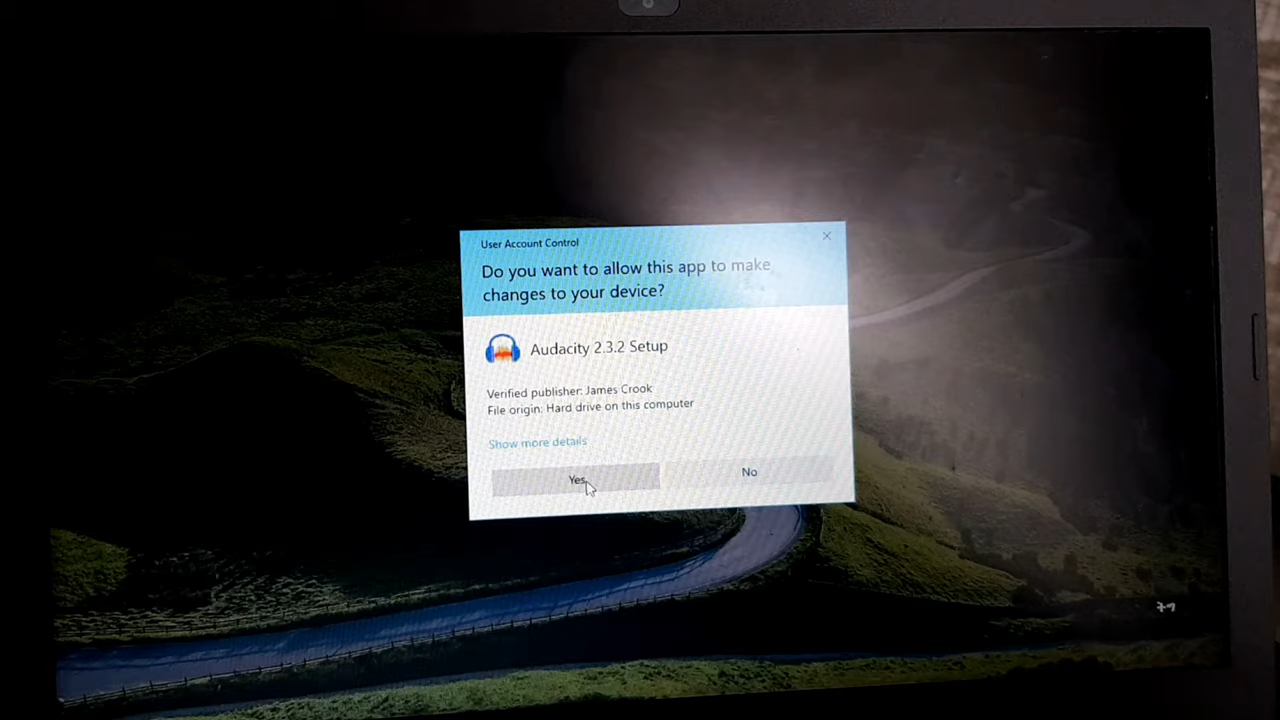 User Account Control
Do you want to allow this app to make
changes to your device?
Audacity 2.3.2 Setup
Verified publisher: James Crook
File origin: Hard drive on this computer
Show more details
Yes
No